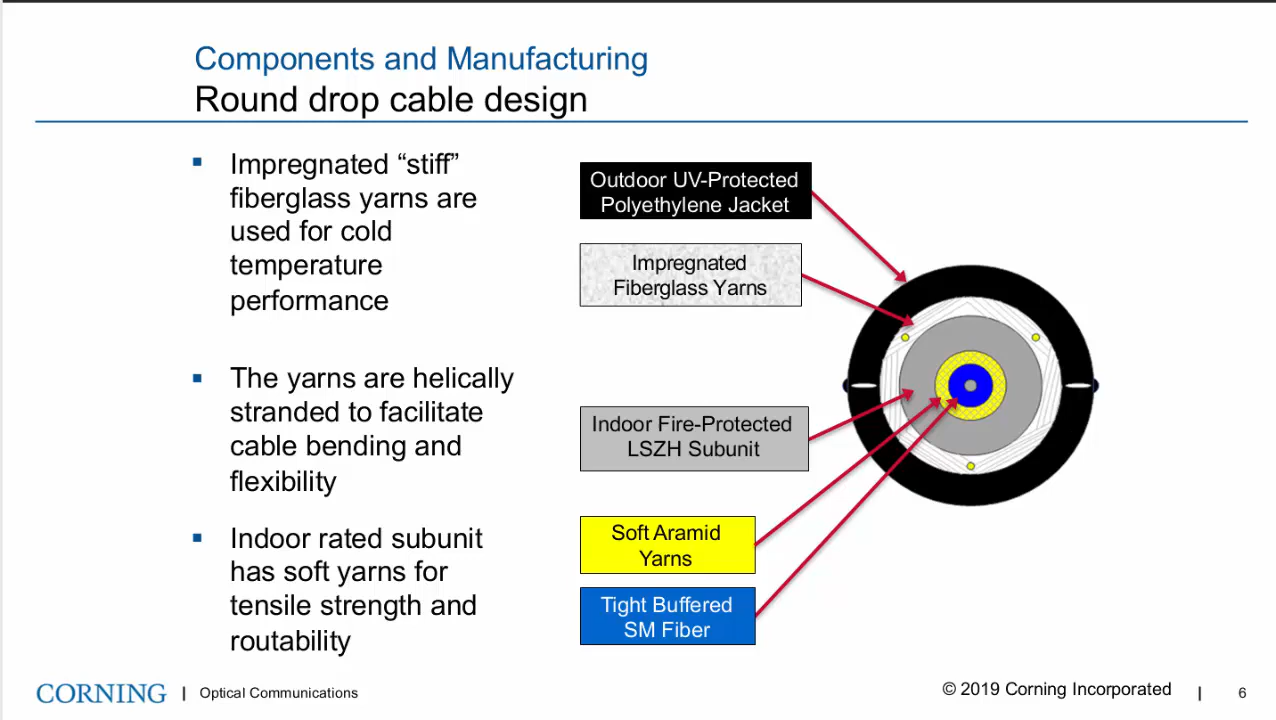 Components and Manufacturing
Round drop cable design
▪ Impregnated “stiff”
fiberglass yarns are
used for cold
temperature
performance
▪ The yarns are helically
stranded to facilitate
cable bending and
flexibility
▪ Indoor rated subunit
has soft yarns for
tensile strength and
routability
Outdoor UV-Protected
Polyethylene Jacket
Impregnated
Fiberglass Yarns
Indoor Fire-Protected
LSZH Subunit
Soft Aramid
Yarns
Tight Buffered
SM Fiber
CORNING | Optical Communications
© 2019 Corning Incorporated | 6